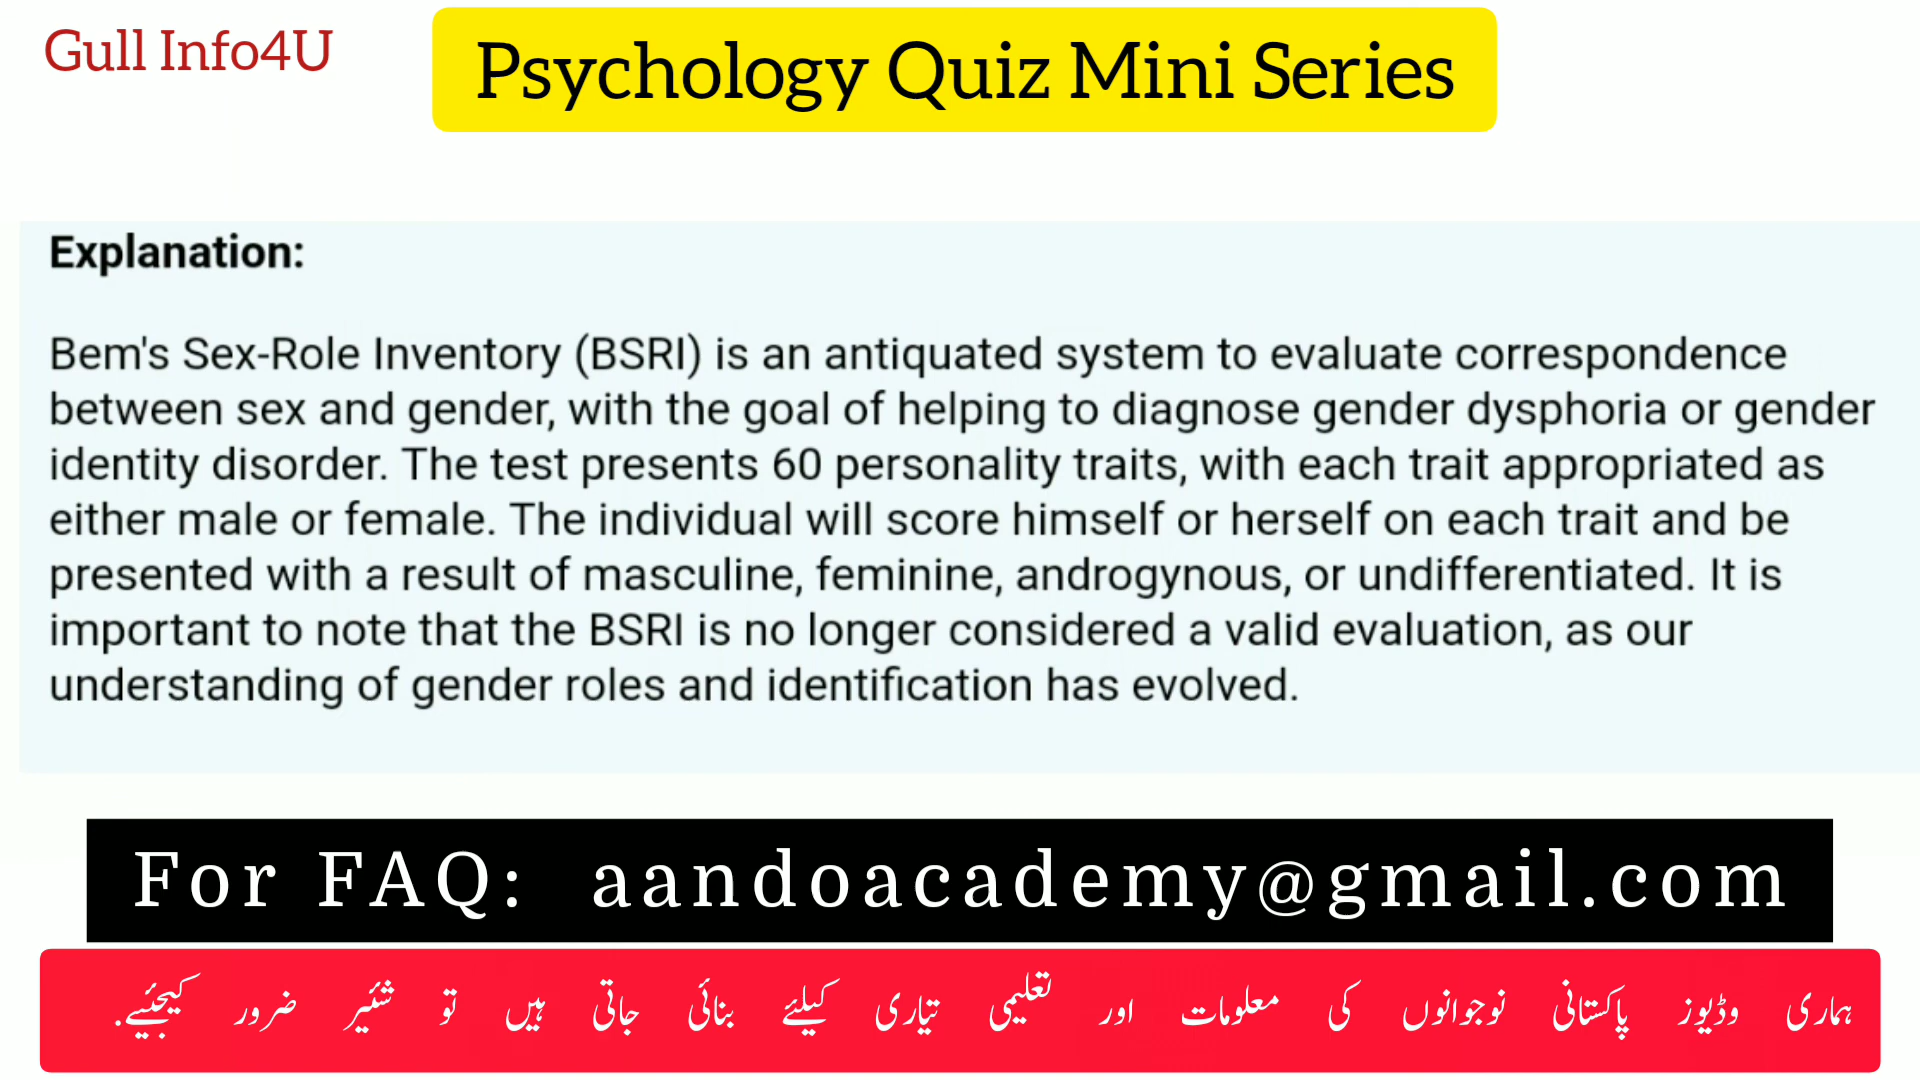 Gull Info4U
Psychology Quiz Mini Series
Explanation:
Bem's Sex-Role Inventory (BSRI) is an antiquated system to evaluate correspondence
between sex and gender, with the goal of helping to diagnose gender dysphoria or gender
identity disorder. The test presents 60 personality traits, with each trait appropriated as
either male or female. The individual will score himself or herself on each trait and be
presented with a result of masculine, feminine, androgynous, or undifferentiated. It is
important to note that the BSRI is no longer considered a valid evaluation, as our
understanding of gender roles and identification has evolved.
For FAQ: aandoacademy@gmail.com
ہماری وڈیوز پاکستانی نوجوانوں کی معلومات اور تعلیمی تیاری کیلئے بنائی جاتی ہیں تو شئیر ضرور کیجئیے.